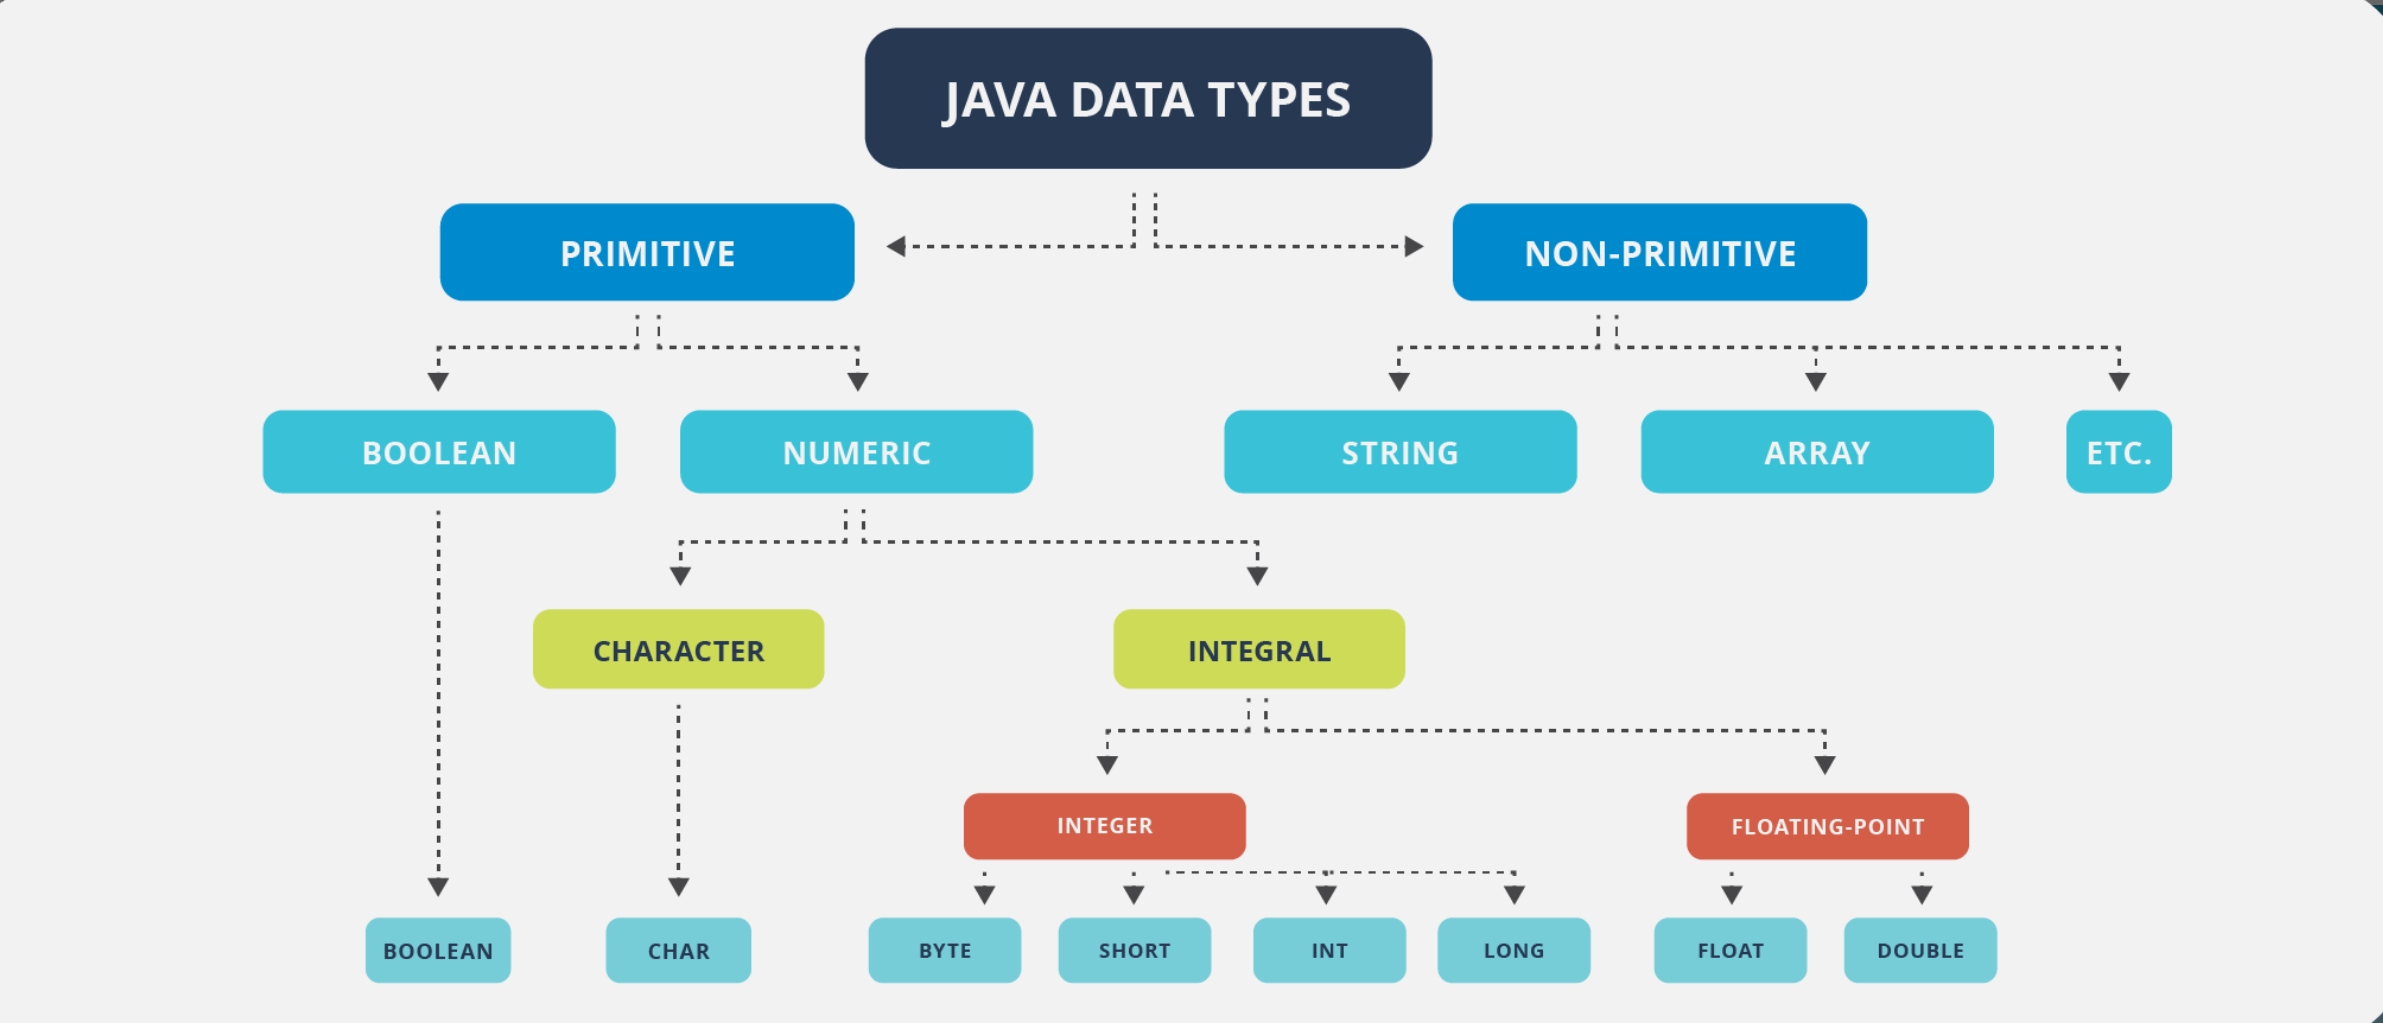 JAVA DATA TYPES
PRIMITIVE
NON-PRIMITIVE
BOOLEAN
NUMERIC
STRING
ARRAY
ETC.
CHARACTER
INTEGRAL
INTEGER
FLOATING-POINT
BOOLEAN
CHAR
BYTE
SHORT
INT
LONG
FLOAT
DOUBLE